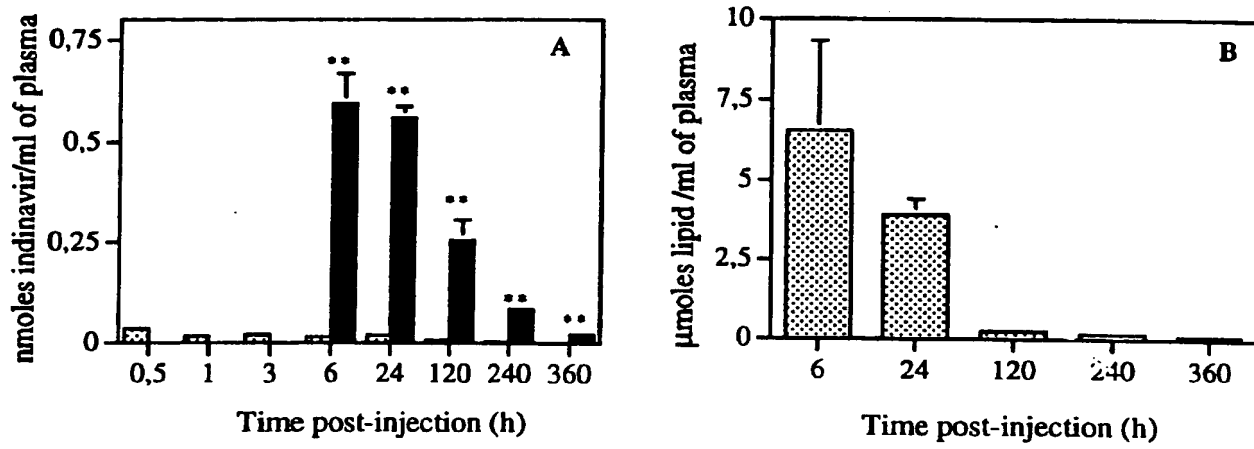 A
nmoles indinavir/ml of plasma
0,75
0,5
0,25
0
**
**
**
**
**
0,5 1 3 6 24 120 240 360
Time post-injection (h)
B
µmoles lipid /ml of plasma
10
7,5
5
2,5
0
6 24 120 240 360
Time post-injection (h)